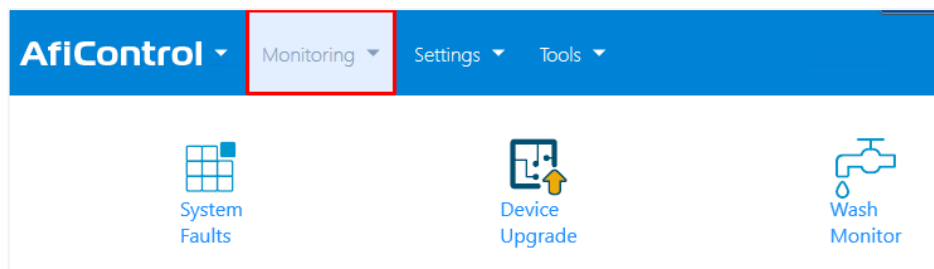 AfiControl Monitoring Settings Tools
System Device Wash
Faults Upgrade Monitor